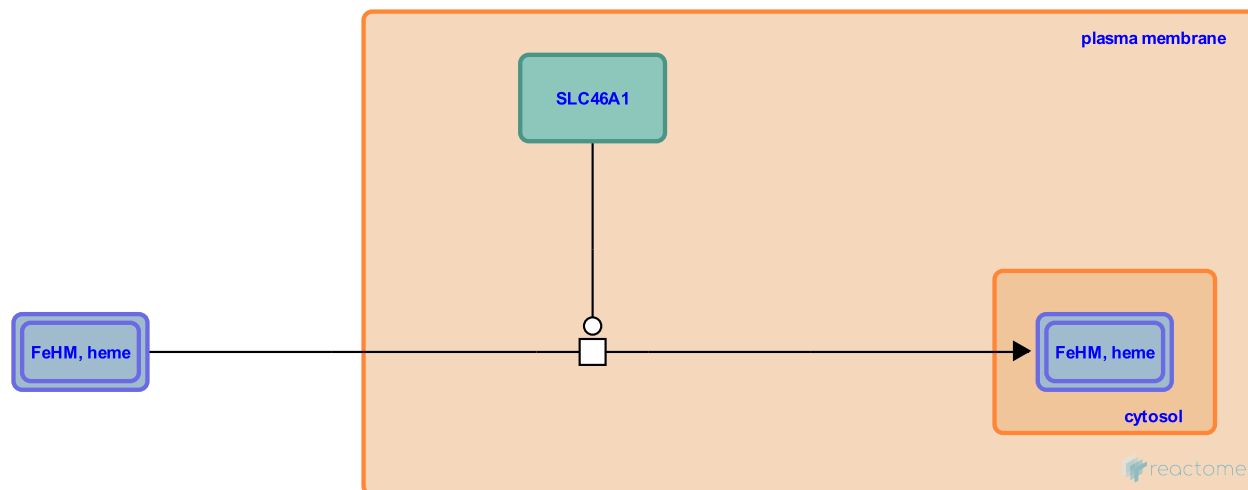 plasma membrane
SLC46A1
FeHM, heme
FeHM, heme
cytosol
reactome